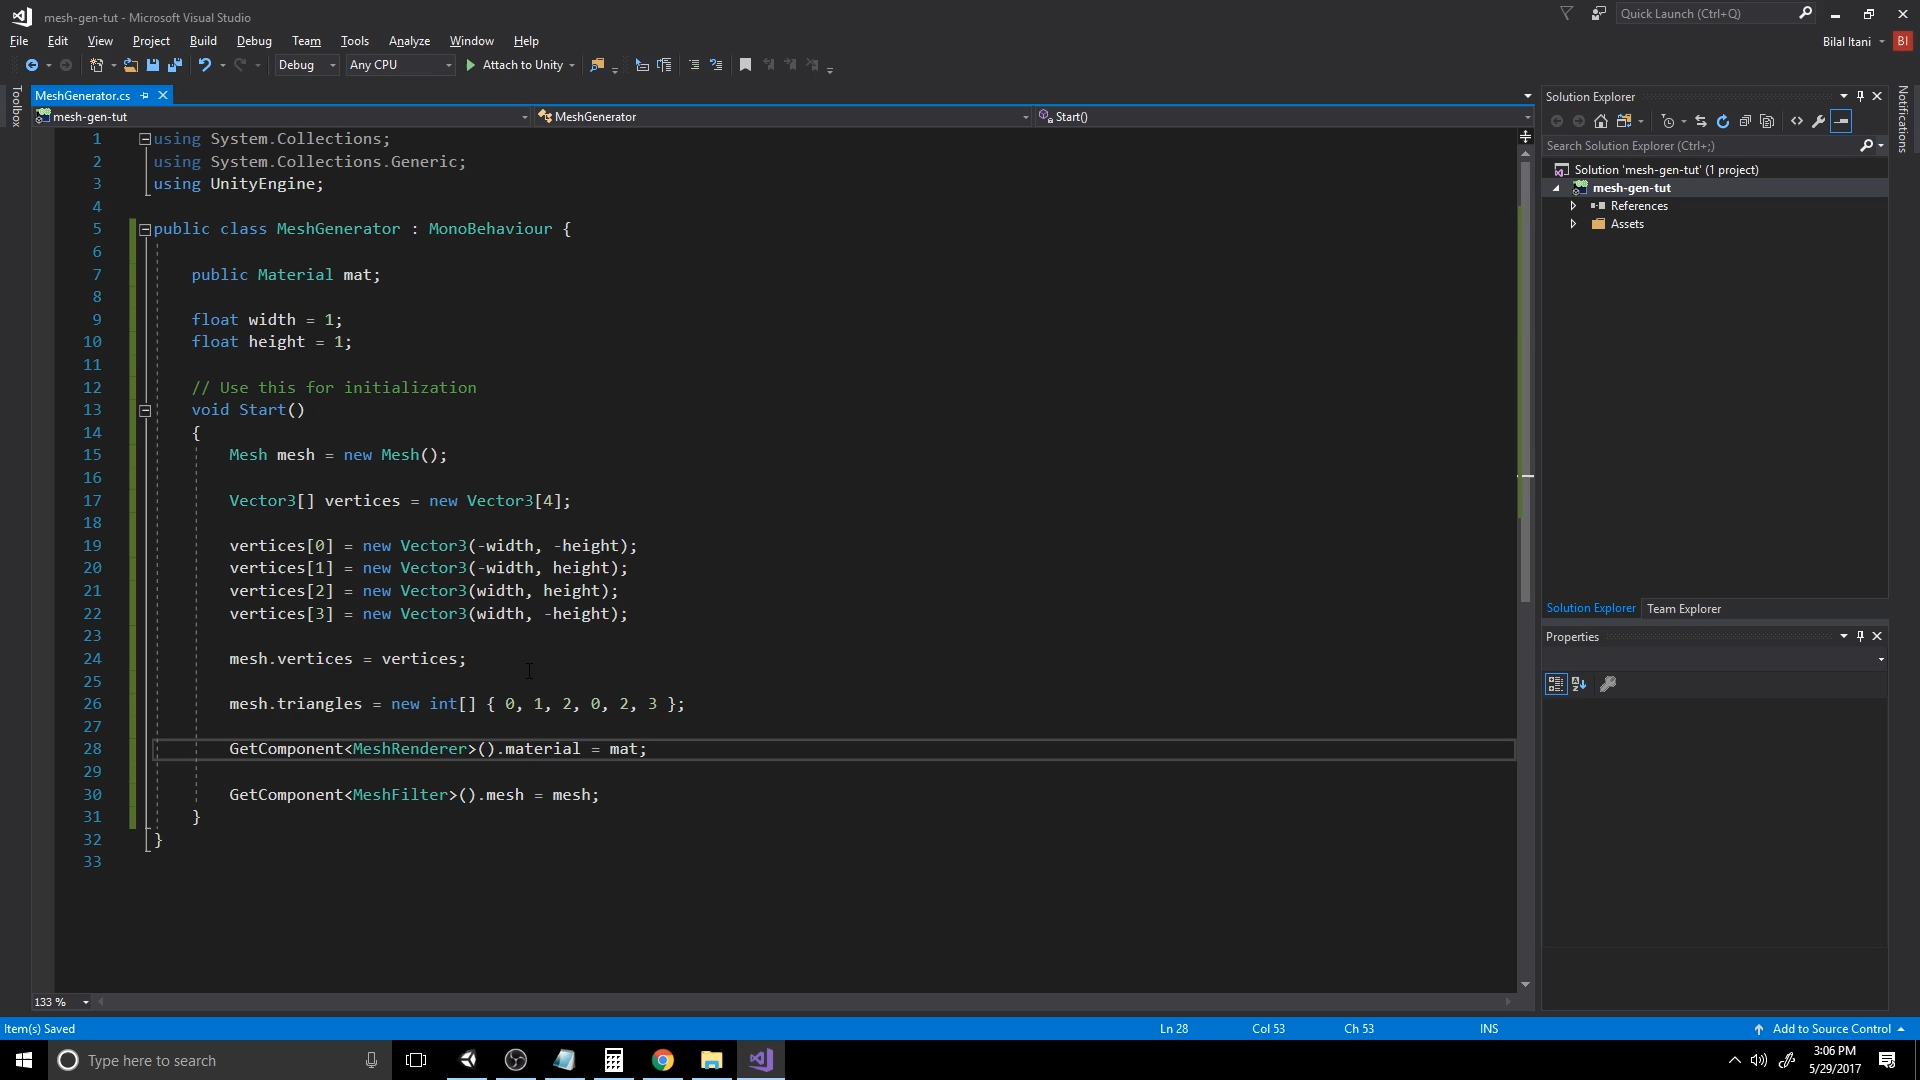 mesh-gen-tut - Microsoft Visual Studio
Quick Launch (Ctrl+Q)
File Edit View Project Build Debug Team Tools Analyze Window Help
Bilal Itani BI
Debug Any CPU Attach to Unity
Toolbox
MeshGenerator.cs
mesh-gen-tut MeshGenerator Start()
1 using System.Collections;
2 using System.Collections.Generic;
3 using UnityEngine;
4
5 public class MeshGenerator : MonoBehaviour {
6
7 public Material mat;
8
9 float width = 1;
10 float height = 1;
11
12 // Use this for initialization
13 void Start()
14 {
15 Mesh mesh = new Mesh();
16
17 Vector3[] vertices = new Vector3[4];
18
19 vertices[0] = new Vector3(-width, -height);
20 vertices[1] = new Vector3(-width, height);
21 vertices[2] = new Vector3(width, height);
22 vertices[3] = new Vector3(width, -height);
23
24 mesh.vertices = vertices;
25
26 mesh.triangles = new int[] { 0, 1, 2, 0, 2, 3 };
27
28 GetComponent<MeshRenderer>().material = mat;
29
30 GetComponent<MeshFilter>().mesh = mesh;
31 }
32 }
33
133 %
Solution Explorer
Search Solution Explorer (Ctrl+;)
Solution 'mesh-gen-tut' (1 project)
mesh-gen-tut
References
Assets
Solution Explorer Team Explorer
Properties
Notifications
Item(s) Saved Ln 28 Col 53 Ch 53 INS Add to Source Control
Type here to search
3:06 PM
5/29/2017